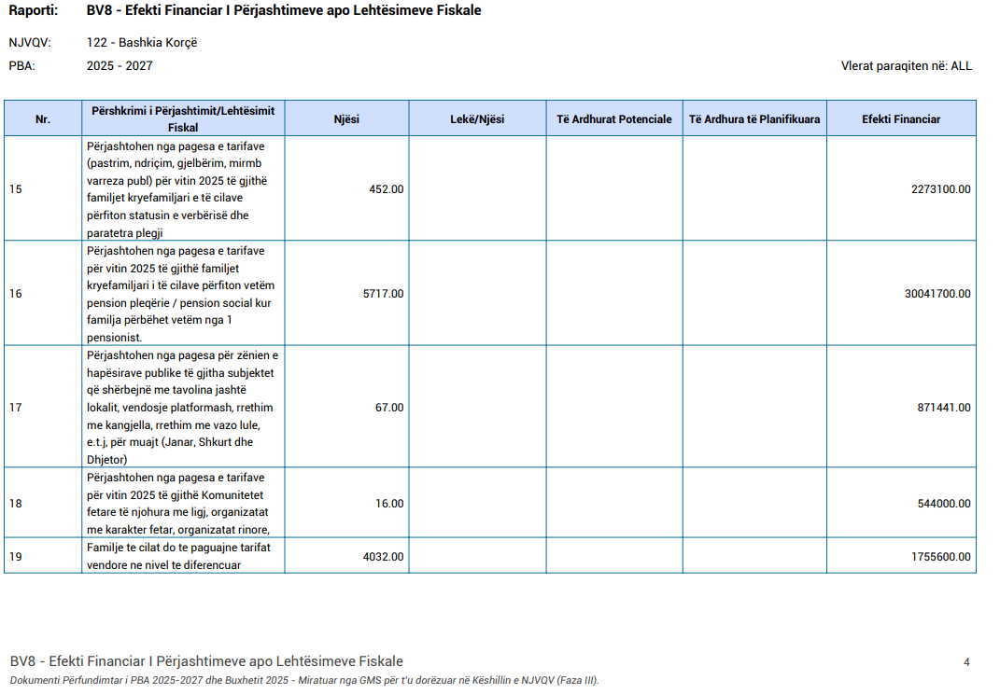 Raporti: BV8 - Efekti Financiar I Përjashtimeve apo Lehtësimeve Fiskale
NJVQV: 122 - Bashkia Korçë
PBA: 2025 - 2027
Vlerat paraqiten në: ALL
Nr. Përshkrimi i Përjashtimit/Lehtësimit Fiskal Njësi Lekë/Njësi Të Ardhurat Potenciale Të Ardhura të Planifikuara Efekti Financiar
15
Përjashtohen nga pagesa e tarifave
(pastrim, ndriçim, gjelbërim, mirmb
varreza publ) për vitin 2025 të gjithë
familjet kryefamiljari e të cilave
përfiton statusin e verbërisë dhe
paratetra plegji
452.00
2273100.00
16
Përjashtohen nga pagesa e tarifave
për vitin 2025 të gjithë familjet
kryefamiljari i të cilave përfiton vetëm
pension pleqërie / pension social kur
familja përbëhet vetëm nga 1
pensionist.
5717.00
30041700.00
17
Përjashtohen nga pagesa për zënien e
hapësirave publike të gjitha subjektet
që shërbejnë me tavolina jashtë
lokalit, vendosje platformash, rrethim
me kangjella, rrethim me vazo lule,
e.t.j, për muajt (Janar, Shkurt dhe
Dhjetor)
67.00
871441.00
18
Përjashtohen nga pagesa e tarifave
për vitin 2025 të gjithë Komunitetet
fetare të njohura me ligj, organizatat
me karakter fetar, organizatat rinore,
16.00
544000.00
19
Familje te cilat do te paguajne tarifat
vendore ne nivel te diferencuar
4032.00
1755600.00
BV8 - Efekti Financiar I Përjashtimeve apo Lehtësimeve Fiskale
4
Dokumenti Përfundimtar i PBA 2025-2027 dhe Buxhetit 2025 - Miratuar nga GMS për t'u dorëzuar në Këshillin e NJVQV (Faza III).